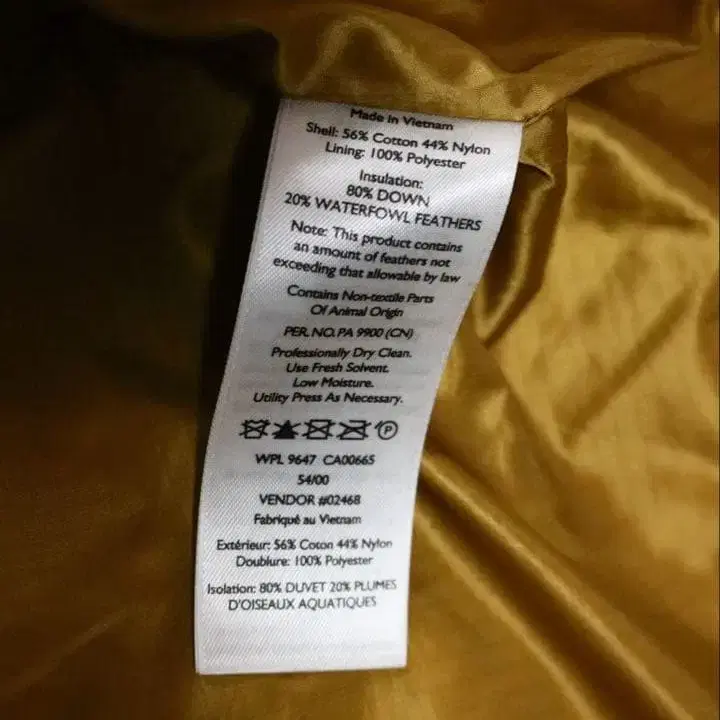 Made in Vietnam
Shell: 56% Cotton 44% Nylon
Lining: 100% Polyester
Insulation:
80% DOWN
20% WATERFOWL FEATHERS
Note: This product contains
an amount of feathers not
exceeding that allowable by law
Contains Non-textile Parts
Of Animal Origin
PER. NO. PA 9900 (CN)
Professionally Dry Clean.
Use Fresh Solvent.
Low Moisture.
Utility Press As Necessary.
P
WPL 9647 CA00665
54/00
VENDOR #02468
Fabriqué au Vietnam
Extérieur: 56% Coton 44% Nylon
Doublure: 100% Polyester
Isolation: 80% DUVET 20% PLUMES
D'OISEAUX AQUATIQUES